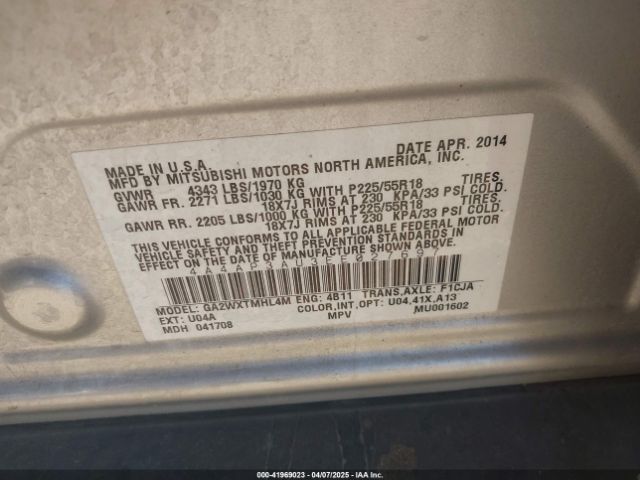 MADE IN U.S.A. DATE APR. 2014
MFD BY MITSUBISHI MOTORS NORTH AMERICA, INC.
GVWR 4343 LBS/1970 KG
GAWR FR. 2271 LBS/1030 KG WITH P225/55R18 TIRES.
18X7J RIMS AT 230 KPA/33 PSI COLD.
GAWR RR. 2205 LBS/1000 KG WITH P225/55R18 TIRES.
18X7J RIMS AT 230 KPA/33 PSI COLD.
THIS VEHICLE CONFORMS TO ALL APPLICABLE FEDERAL MOTOR
VEHICLE SAFETY AND THEFT PREVENTION STANDARDS IN
EFFECT ON THE DATE OF MANUFACTURE SHOWN ABOVE.
4A4AP3AU3EE027697
MODEL: GA2WXTMHL4M ENG: 4B11 TRANS,AXLE: F1CJA
EXT: U04A COLOR,INT,OPT: U04,41X,A13
MDH 041708 MPV MU001602
000-41969023 - 04/07/2025 - COPYRIGHT IAA, LLC.